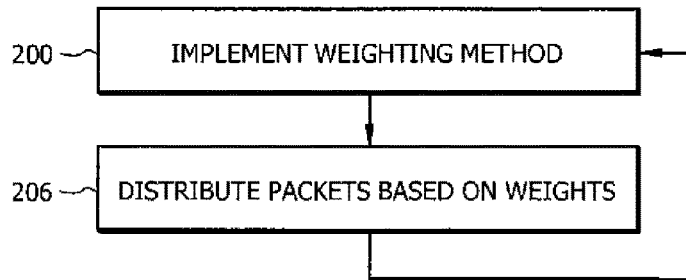 200 IMPLEMENT WEIGHTING METHOD
206 DISTRIBUTE PACKETS BASED ON WEIGHTS